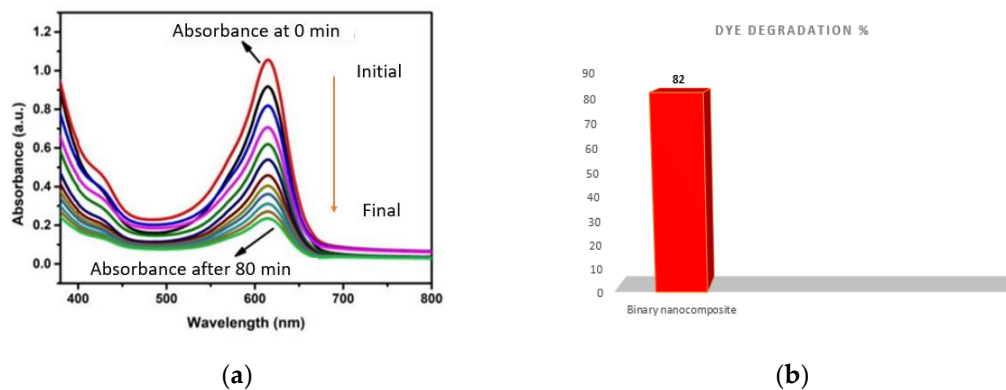 Absorbance at 0 min
Initial
Final
Absorbance after 80 min
1.2
1.0
0.8
0.6
0.4
0.2
0.0
Absorbance (a.u.)
400 500 600 700 800
Wavelength (nm)
(a)
DYE DEGRADATION %
90
80
70
60
50
40
30
20
10
0
82
Binary nanocomposite
(b)